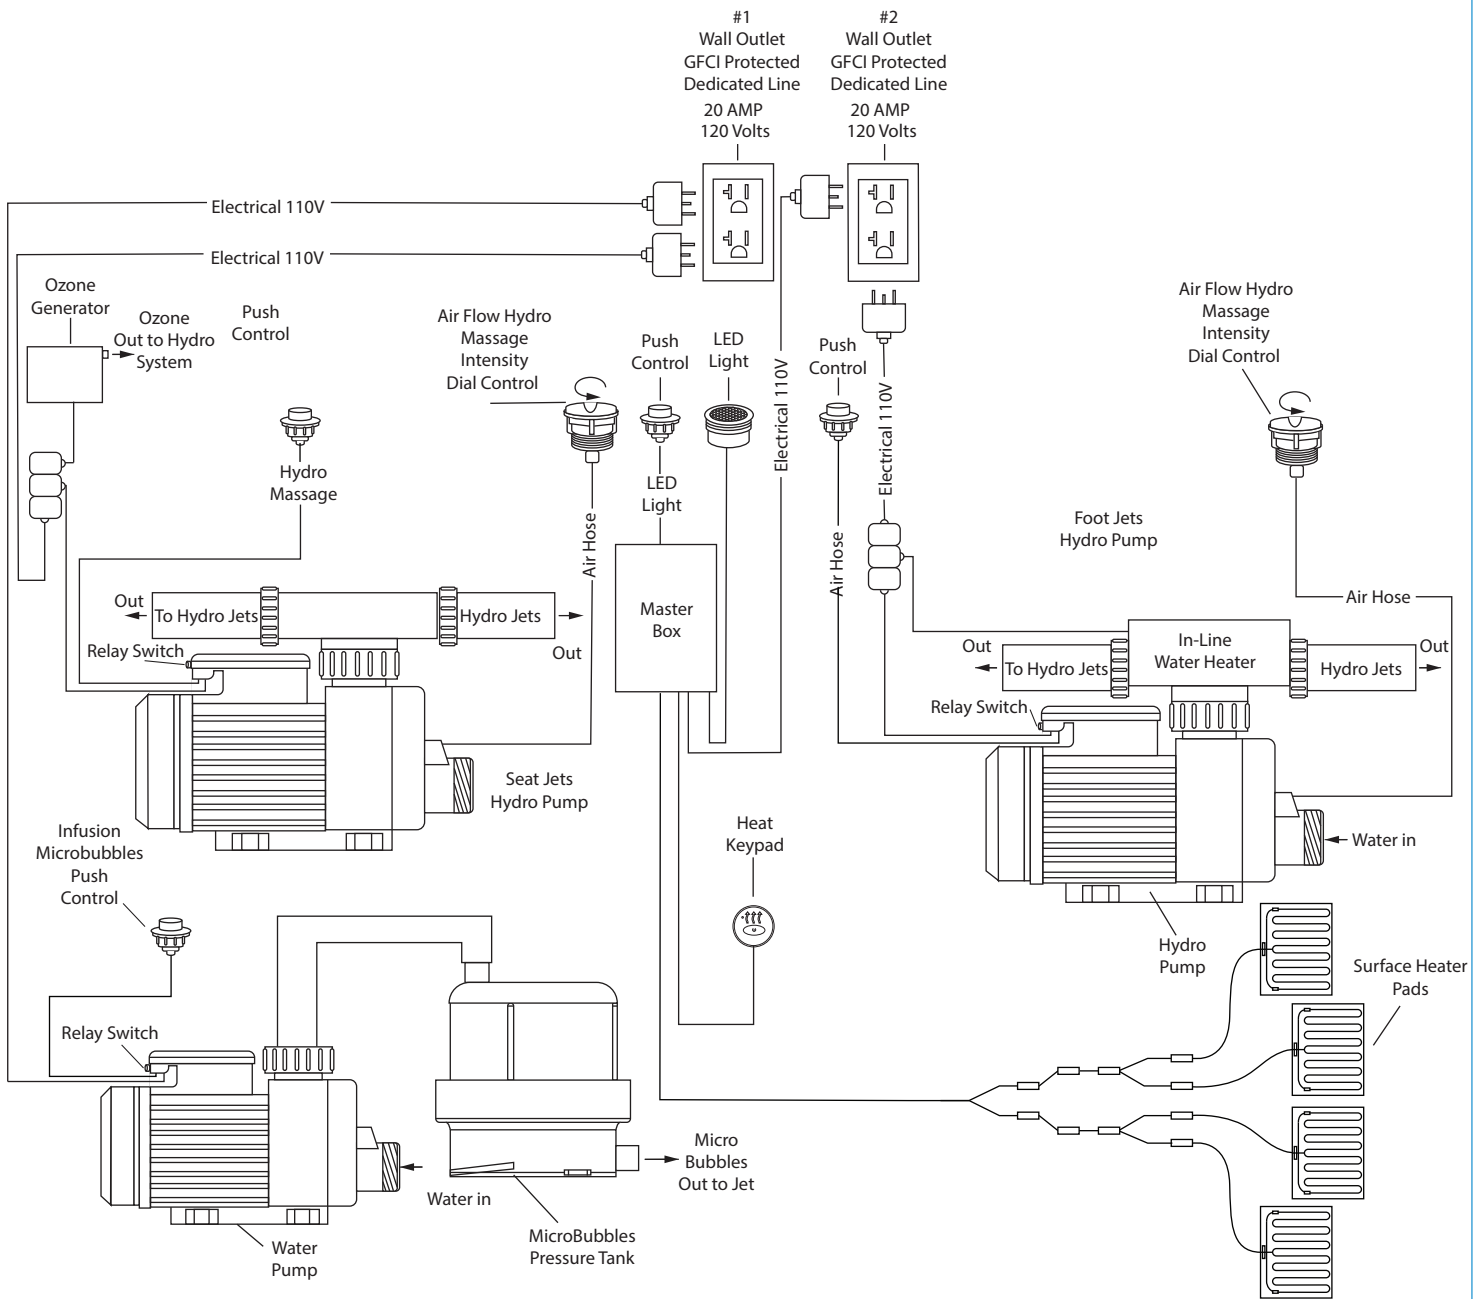 #1
Wall Outlet
GFCI Protected
Dedicated Line
20 AMP
120 Volts
#2
Wall Outlet
GFCI Protected
Dedicated Line
20 AMP
120 Volts
Electrical 110V
Electrical 110V
Ozone
Generator
Ozone
Out to Hydro
System
Push
Control
Air Flow Hydro
Massage
Intensity
Dial Control
Push
Control
LED
Light
Electrical 110V
Push
Control
Electrical 110V
Air Flow Hydro
Massage
Intensity
Dial Control
Hydro
Massage
LED
Light
Air Hose
Air Hose
Foot Jets
Hydro Pump
Air Hose
Out
To Hydro Jets
Hydro Jets
Out
Relay Switch
Master
Box
Out
To Hydro Jets
In-Line
Water Heater
Hydro Jets
Out
Relay Switch
Seat Jets
Hydro Pump
Infusion
Microbubbles
Push
Control
Heat
Keypad
Water in
Hydro
Pump
Surface Heater
Pads
Relay Switch
Water in
Micro
Bubbles
Out to Jet
Water
Pump
MicroBubbles
Pressure Tank